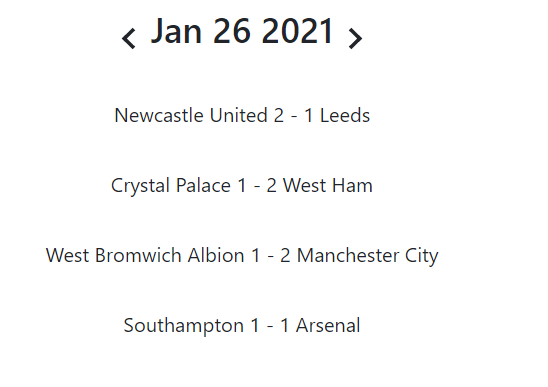 Jan 26 2021
Newcastle United 2 - 1 Leeds
Crystal Palace 1 - 2 West Ham
West Bromwich Albion 1 - 2 Manchester City
Southampton 1 - 1 Arsenal